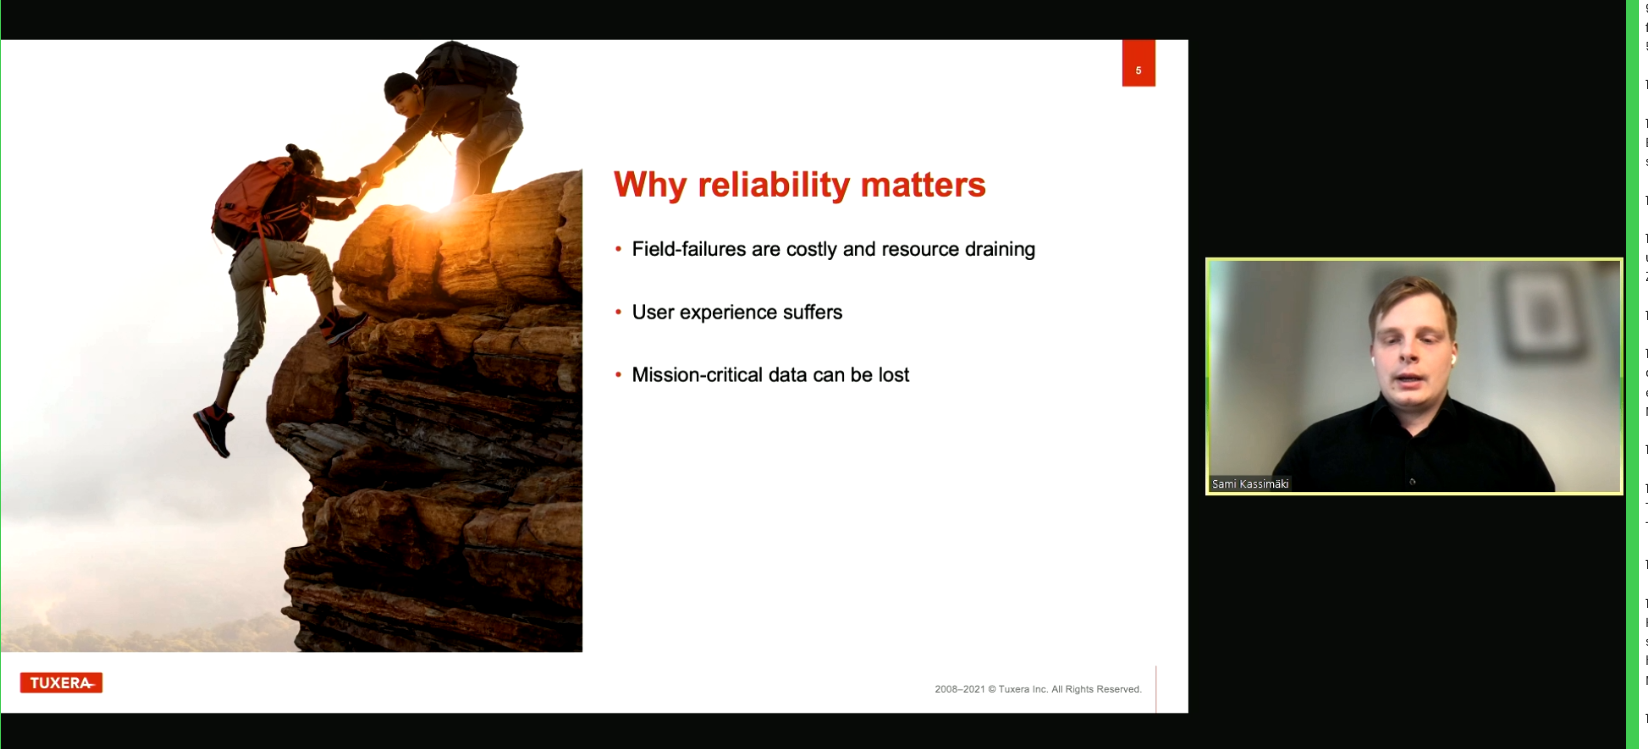 5
Why reliability matters
• Field-failures are costly and resource draining
• User experience suffers
• Mission-critical data can be lost
TUXERA
2008–2021 © Tuxera Inc. All Rights Reserved.
Sami Kassimäki